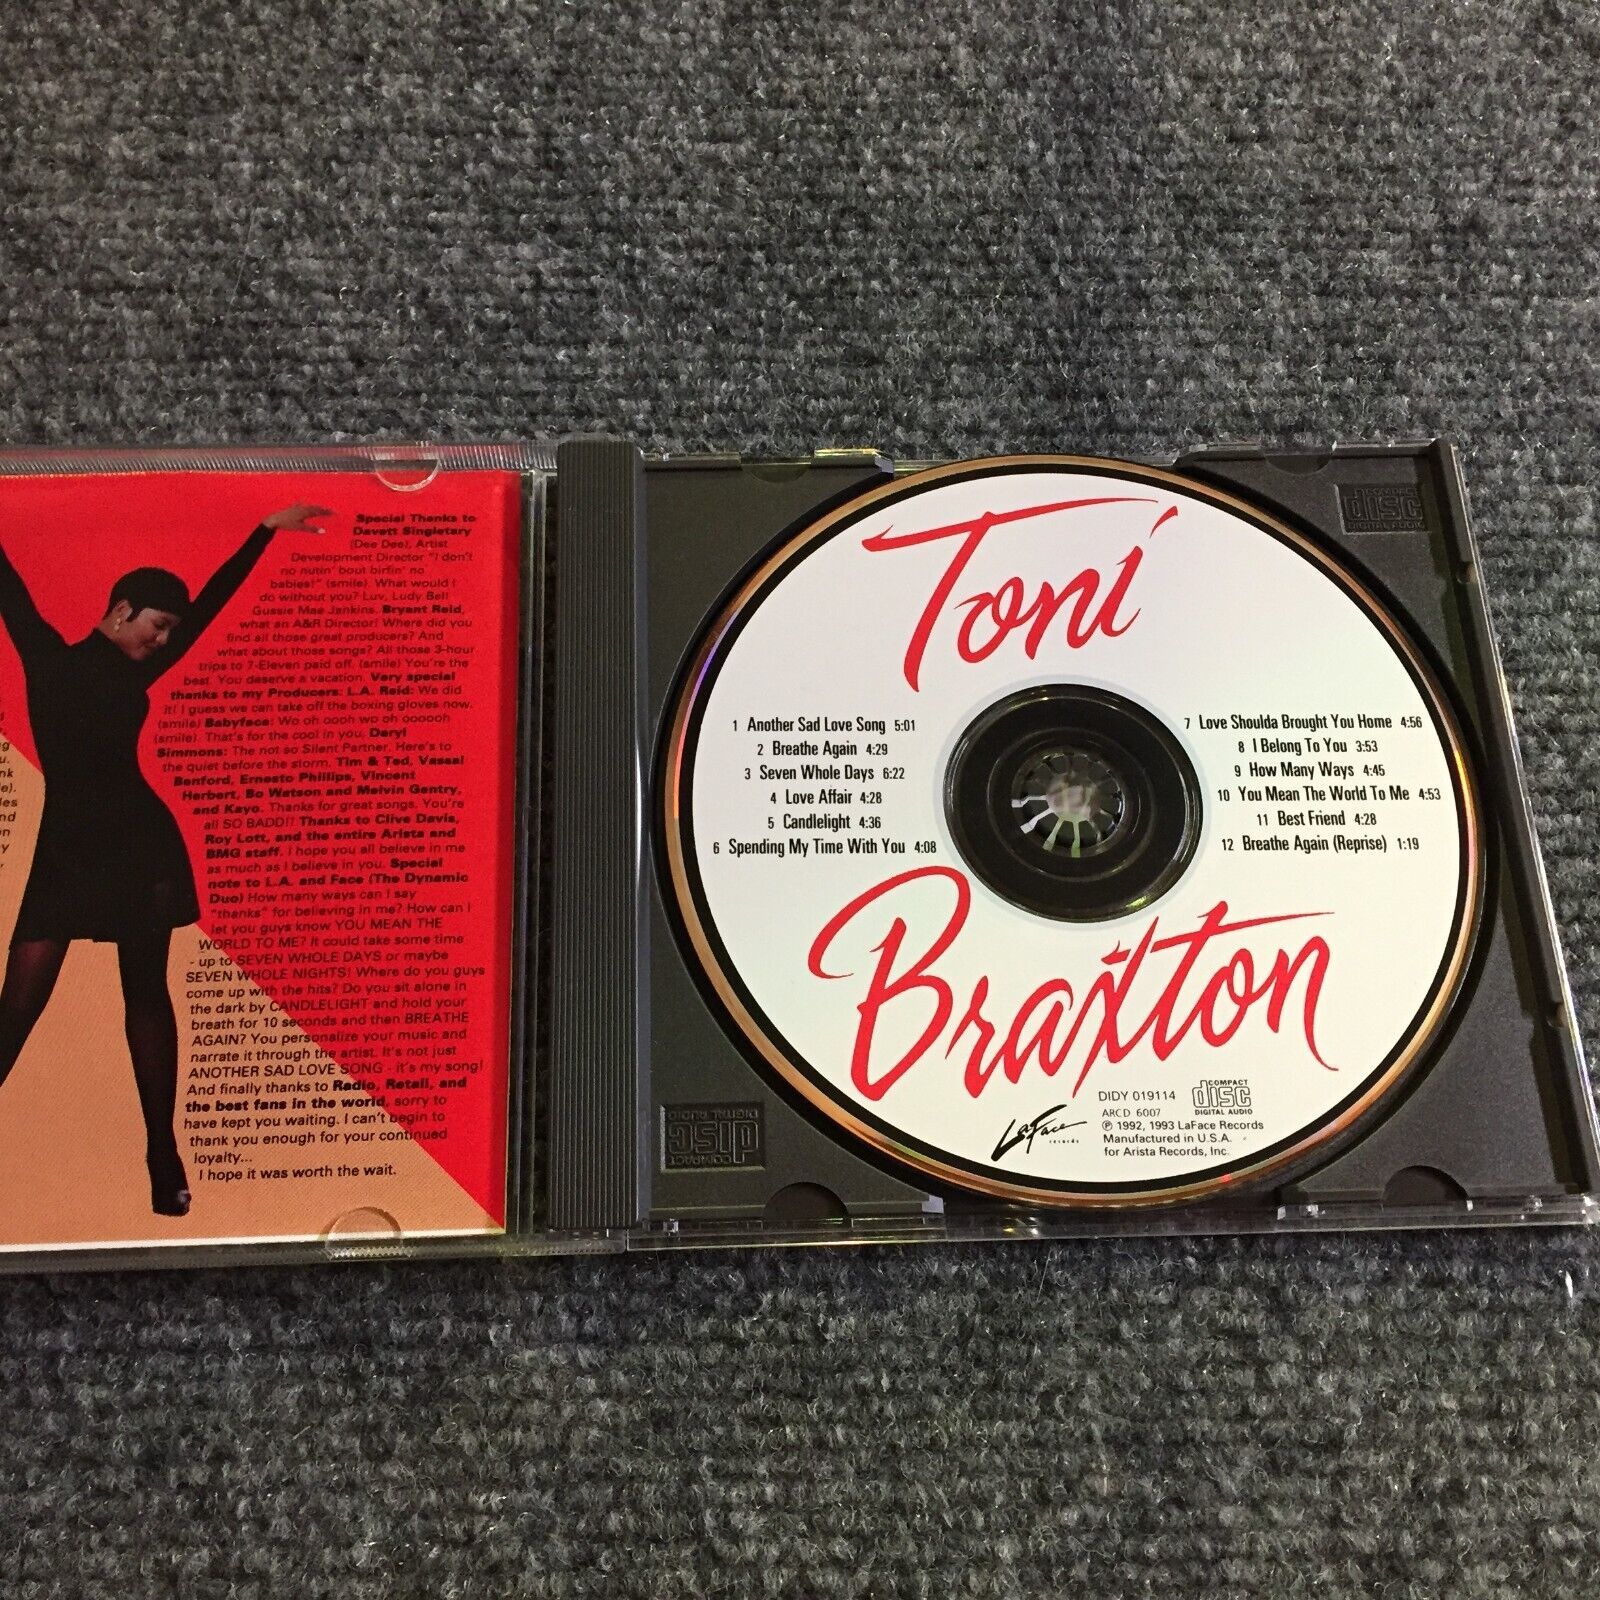 Special Thanks to
Davett Singletary
(Dee Dee), Artist
Development Director "I don't
no nutin' bout birfin' no
babies!" (smile). What would I
do without you? Luv, Ludy Bell
Gussie Mae Jankins. Bryant Reid,
what an A&R Director! Where did you
find all those great producers? And
what about those songs? All those 3-hour
trips to 7-Eleven paid off. (smile) You're the
best. You deserve a vacation. Very special
thanks to my Producers: L.A. Reid: We did
it! I guess we can take off the boxing gloves now.
(smile) Babyface: Wo oh oooh wo oh oooooh
(smile). That's for the cool in you. Daryl
Simmons: The not so Silent Partner. Here's to
the quiet before the storm. Tim & Ted, Vassal
Benford, Ernesto Phillips, Vincent
Herbert, Bo Watson and Melvin Gentry,
and Kayo. Thanks for great songs. You're
all SO BADD!! Thanks to Clive Davis,
Roy Lott, and the entire Arista and
BMG staff. I hope you all believe in me
as much as I believe in you. Special
note to L.A. and Face (The Dynamic
Duo) How many ways can I say
"thanks" for believing in me? How can I
let you guys know YOU MEAN THE
WORLD TO ME? It could take some time
- up to SEVEN WHOLE DAYS or maybe
SEVEN WHOLE NIGHTS! Where do you guys
come up with the hits? Do you sit alone in
the dark by CANDLELIGHT and hold your
breath for 10 seconds and then BREATHE
AGAIN? You personalize your music and
narrate it through the artist. It's not just
ANOTHER SAD LOVE SONG - it's my song!
And finally thanks to Radio, Retail, and
the best fans in the world, sorry to
have kept you waiting. I can't begin to
thank you enough for your continued
loyalty...
I hope it was worth the wait.
COMPACT
disc
DIGITAL AUDIO
Toni
1 Another Sad Love Song 5:01
2 Breathe Again 4:29
3 Seven Whole Days 6:22
4 Love Affair 4:28
5 Candlelight 4:36
6 Spending My Time With You 4:08
7 Love Shoulda Brought You Home 4:56
8 I Belong To You 3:53
9 How Many Ways 4:45
10 You Mean The World To Me 4:53
11 Best Friend 4:28
12 Breathe Again (Reprise) 1:19
Braxton
LaFace
records
DIDY 019114
ARCD 6007
COMPACT
disc
DIGITAL AUDIO
℗ 1992, 1993 LaFace Records
Manufactured in U.S.A.
for Arista Records, Inc.
COMPACT
disc
DIGITAL AUDIO